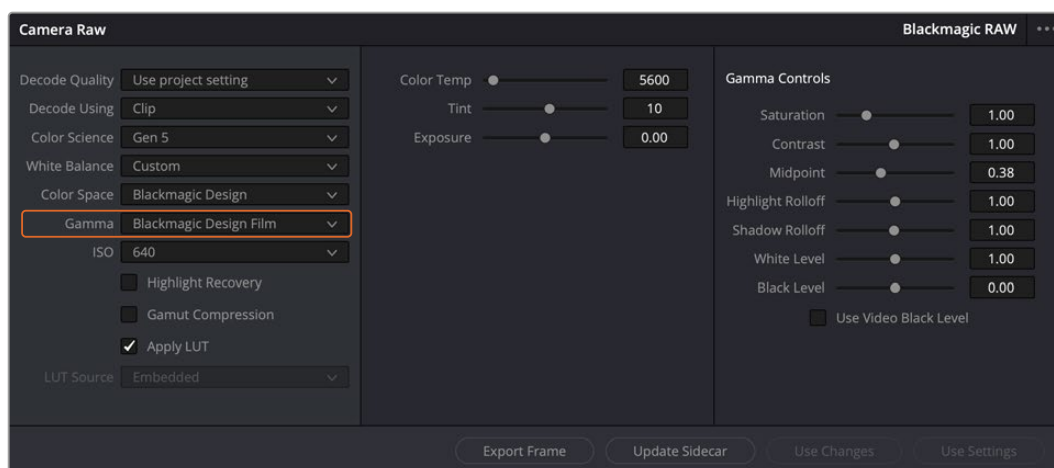 Camera Raw
Blackmagic RAW
Decode Quality Use project setting
Decode Using Clip
Color Science Gen 5
White Balance Custom
Color Space Blackmagic Design
Gamma Blackmagic Design Film
ISO 640
Highlight Recovery
Gamut Compression
Apply LUT
LUT Source Embedded
Color Temp 5600
Tint 10
Exposure 0.00
Gamma Controls
Saturation 1.00
Contrast 1.00
Midpoint 0.38
Highlight Rolloff 1.00
Shadow Rolloff 1.00
White Level 1.00
Black Level 0.00
Use Video Black Level
Export Frame
Update Sidecar
Use Changes
Use Settings